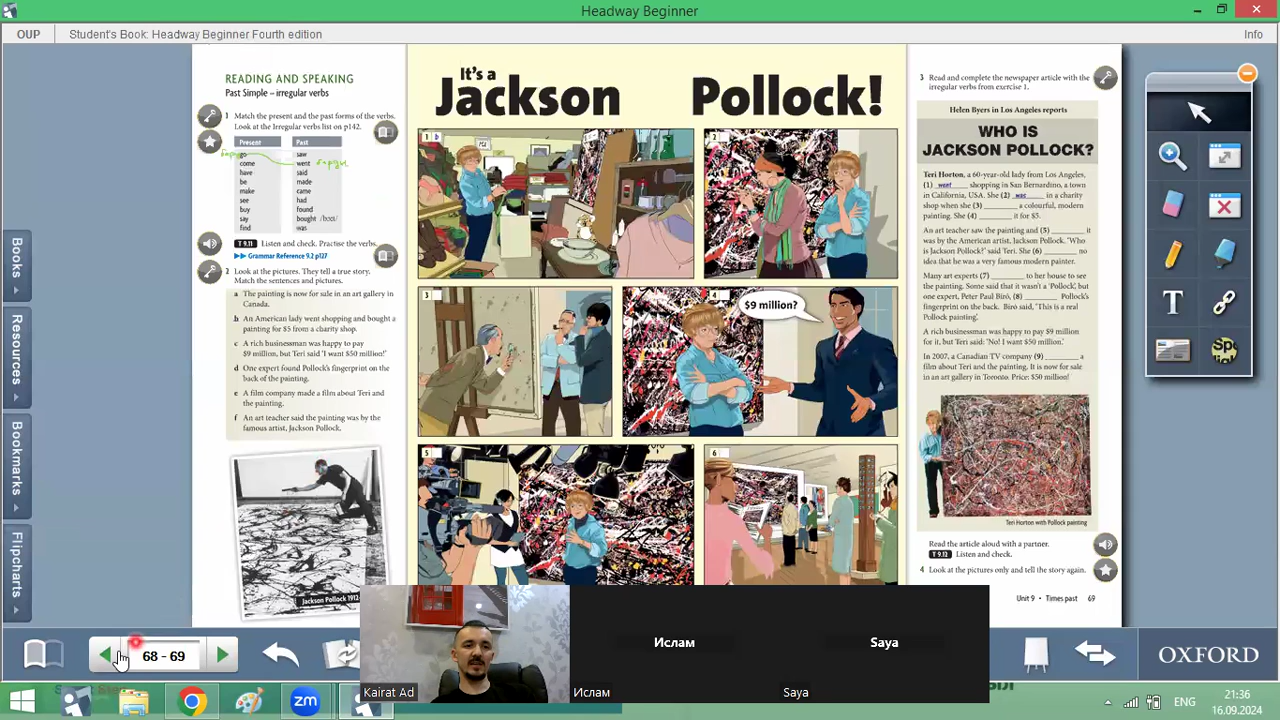 Headway Beginner
OUP
Student's Book: Headway Beginner Fourth edition
Info
READING AND SPEAKING
Past Simple – irregular verbs
1 Match the present and the past forms of the verbs.
Look at the Irregular verbs list on p142.
Present Past
go saw
come went
have said
be made
make came
see had
buy found
say bought /bɔːt/
find was
T 9.11 Listen and check. Practise the verbs.
▶▶ Grammar Reference 9.2 p127
2 Look at the pictures. They tell a true story.
Match the sentences and pictures.
a The painting is now for sale in an art gallery in
Canada.
b An American lady went shopping and bought a
painting for $5 from a charity shop.
c A rich businessman was happy to pay
$9 million, but Teri said 'I want $50 million!'
d One expert found Pollock's fingerprint on the
back of the painting.
e A film company made a film about Teri and
the painting.
f An art teacher said the painting was by the
famous artist, Jackson Pollock.
Jackson Pollock 1912
It's a
Jackson Pollock!
1 b
2
3
4
$9 million?
5
6
3 Read and complete the newspaper article with the
irregular verbs from exercise 1.
Helen Byers in Los Angeles reports
WHO IS
JACKSON POLLOCK?
Teri Horton, a 60-year-old lady from Los Angeles,
(1) went shopping in San Bernardino, a town
in California, USA. She (2) was in a charity
shop when she (3) ________ a colourful, modern
painting. She (4) ________ it for $5.
An art teacher saw the painting and (5) ________ it
was by the American artist, Jackson Pollock. 'Who
is Jackson Pollock?' said Teri. She (6) ________ no
idea that he was a very famous modern painter.
Many art experts (7) ________ to her house to see
the painting. Some said that it wasn't a 'Pollock', but
one expert, Peter Paul Biró, (8) ________ Pollock's
fingerprint on the back. Biró said, 'This is a real
Pollock painting'.
A rich businessman was happy to pay $9 million
for it, but Teri said: 'No! I want $50 million.'
In 2007, a Canadian TV company (9) ________ a
film about Teri and the painting. It is now for sale
in an art gallery in Toronto. Price: $50 million!
Teri Horton with Pollock painting
Read the article aloud with a partner.
T 9.12 Listen and check.
4 Look at the pictures only and tell the story again.
Unit 9 • Times past 69
Books
Resources
Bookmarks
Flipcharts
T
68 - 69
OXFORD
Kairat Ad
Ислам
Ислам
Saya
Saya
zm
ENG
21:36
16.09.2024